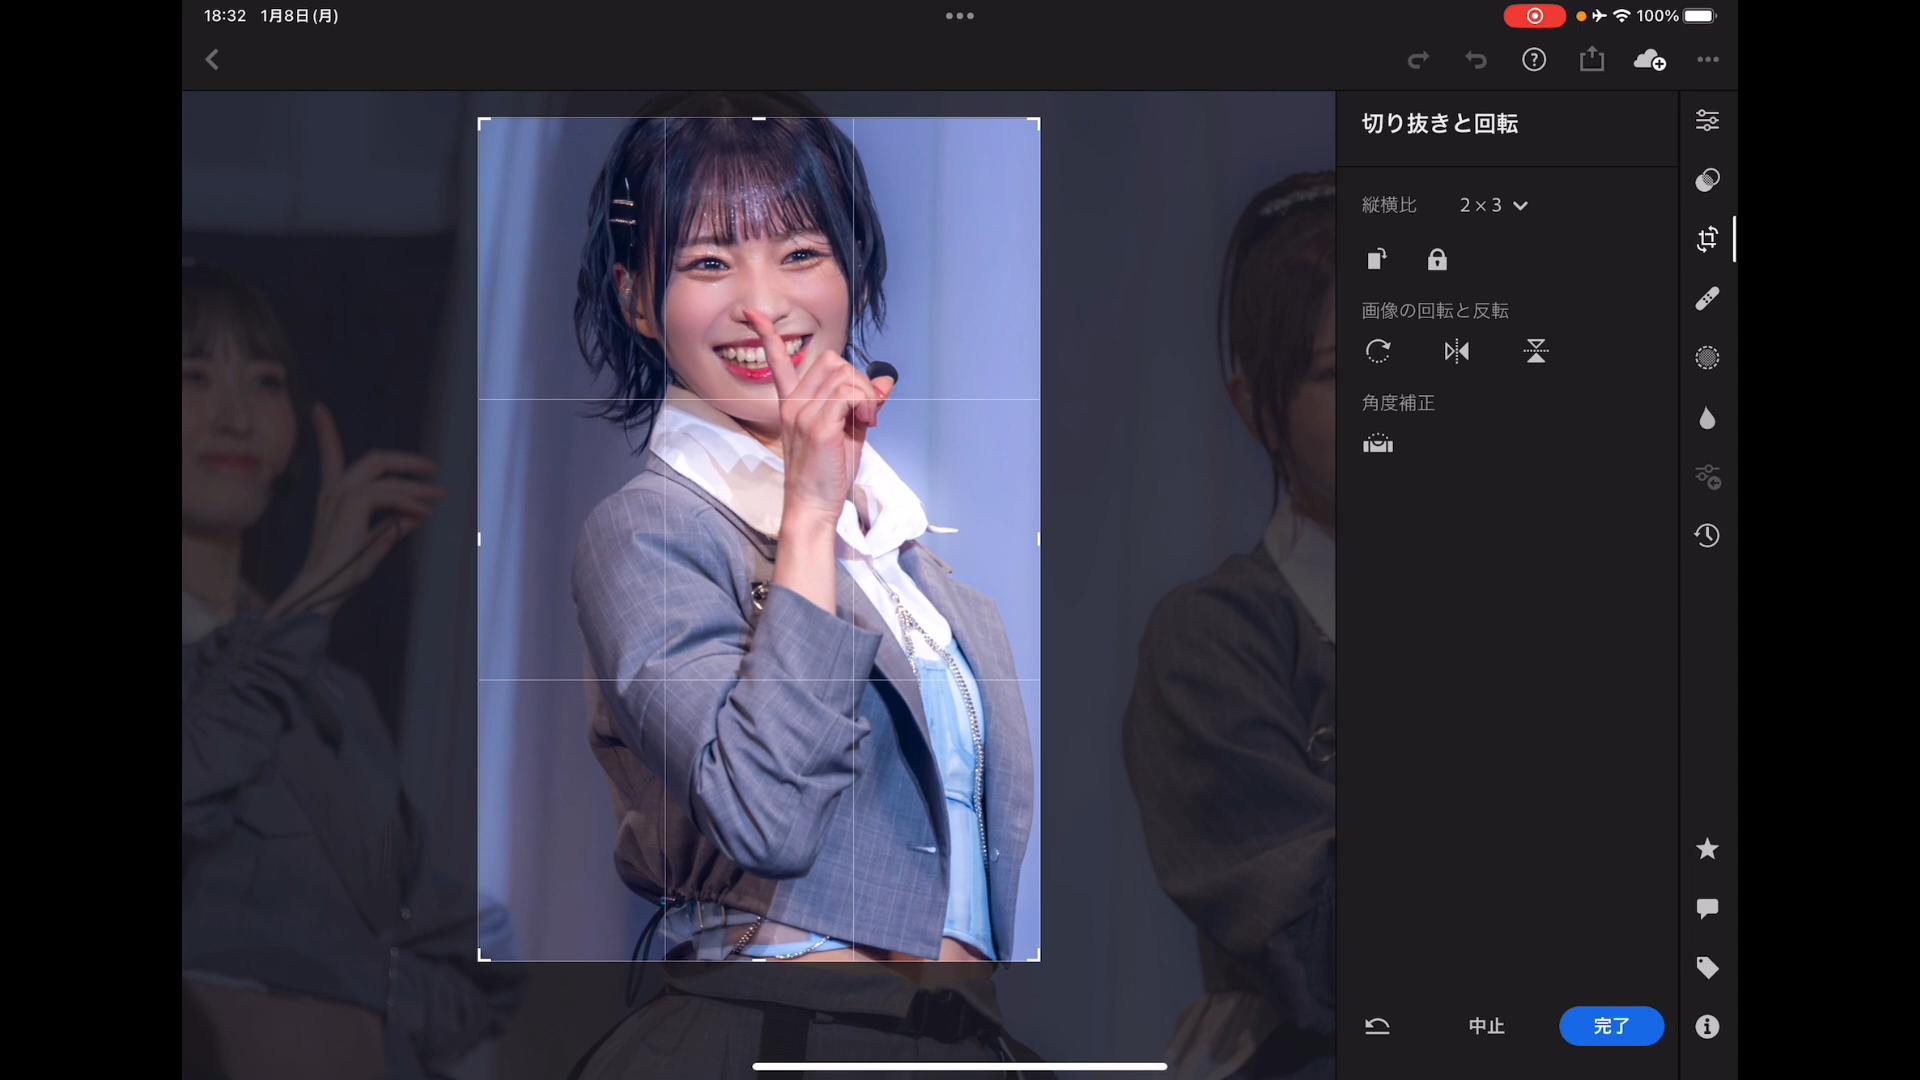 18:32 1月8日(月)
100%
切り抜きと回転
縦横比 2 × 3
画像の回転と反転
角度補正
中止 完了